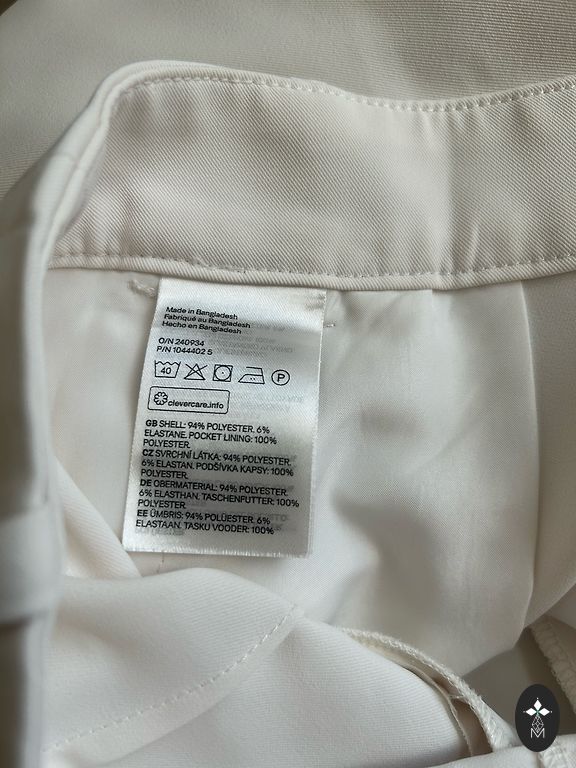 Made in Bangladesh
Fabriqué au Bangladesh
Hecho en Bangladesh
O/N 240934
P/N 1044402 S
40
P
clevercare.info
GB SHELL: 94% POLYESTER. 6%
ELASTANE. POCKET LINING: 100%
POLYESTER.
CZ SVRCHNÍ LÁTKA: 94% POLYESTER.
6% ELASTAN. PODŠÍVKA KAPSY: 100%
POLYESTER.
DE OBERMATERIAL: 94% POLYESTER.
6% ELASTHAN. TASCHENFUTTER: 100%
POLYESTER
EE ÜMBRIS: 94% POLÜESTER. 6%
ELASTAAN. TASKU VOODER: 100%
M